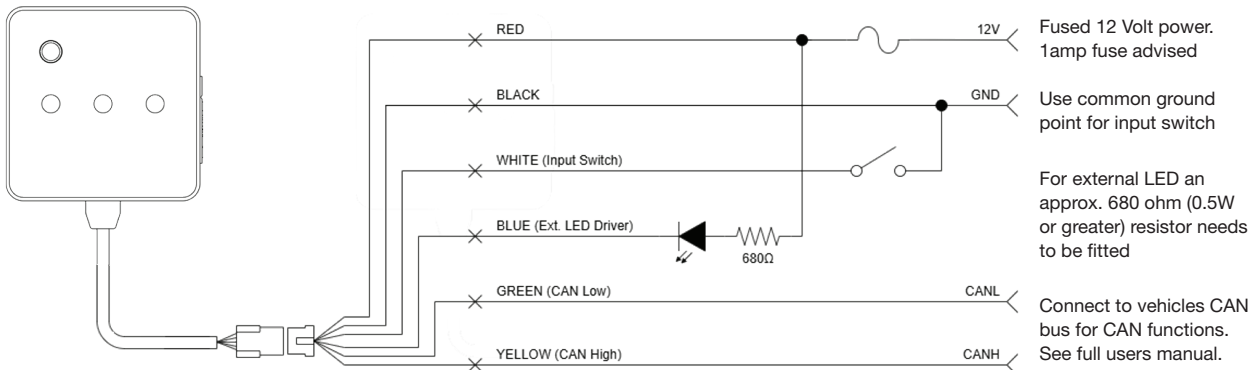 RED
12V
Fused 12 Volt power.
1amp fuse advised
BLACK
GND
Use common ground
point for input switch
WHITE (Input Switch)
For external LED an
approx. 680 ohm (0.5W
or greater) resistor needs
to be fitted
BLUE (Ext. LED Driver)
680Ω
GREEN (CAN Low)
CANL
Connect to vehicles CAN
bus for CAN functions.
See full users manual.
YELLOW (CAN High)
CANH